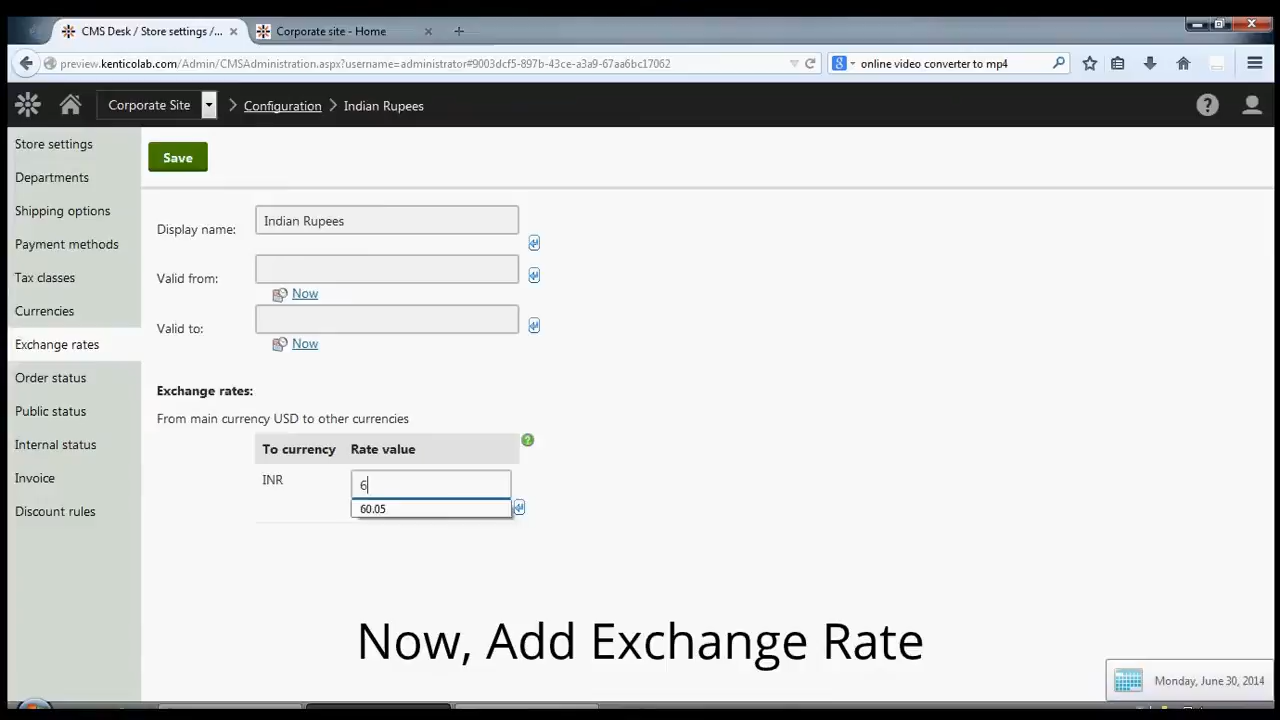 CMS Desk / Store settings /...
Corporate site - Home
preview.kenticolab.com/Admin/CMSAdministration.aspx?username=administrator#9003dcf5-897b-43ce-a3a9-67aa6bc17062
online video converter to mp4
Corporate Site
Configuration
Indian Rupees
Store settings
Departments
Shipping options
Payment methods
Tax classes
Currencies
Exchange rates
Order status
Public status
Internal status
Invoice
Discount rules
Save
Display name:
Indian Rupees
Valid from:
Now
Valid to:
Now
Exchange rates:
From main currency USD to other currencies
To currency Rate value
INR
6
60.05
Now, Add Exchange Rate
Monday, June 30, 2014